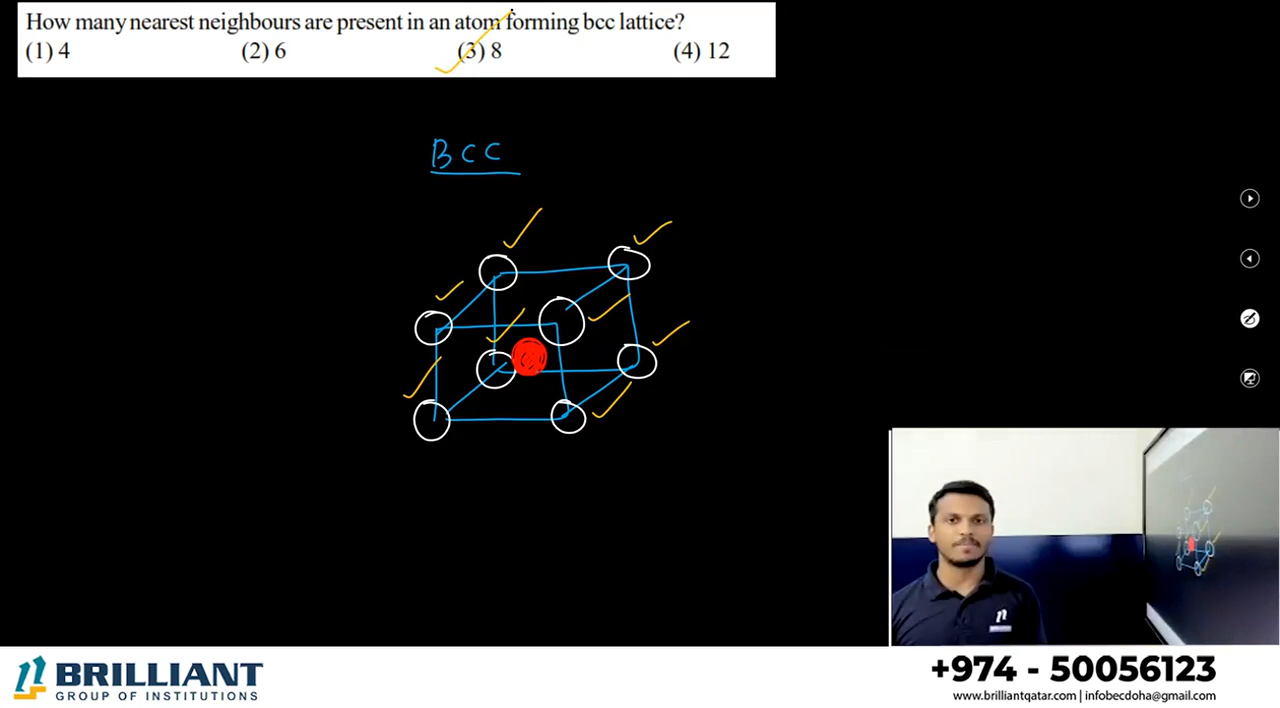 How many nearest neighbours are present in an atom forming bcc lattice?
(1) 4 (2) 6 (3) 8 (4) 12
BCC
BRILLIANT
GROUP OF INSTITUTIONS
+974 - 50056123
www.brilliantqatar.com | infobecdoha@gmail.com